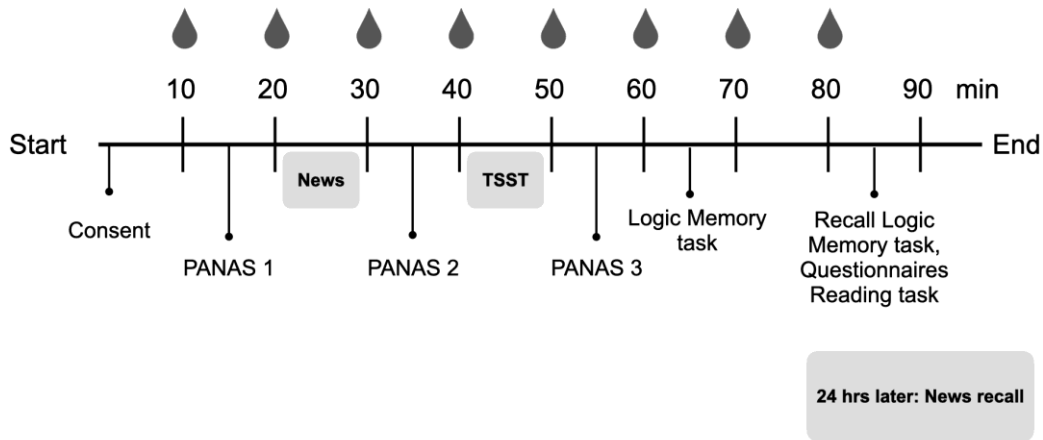 10 20 30 40 50 60 70 80 90 min
Start
End
News
TSST
Consent
PANAS 1
PANAS 2
PANAS 3
Logic Memory
task
Recall Logic
Memory task,
Questionnaires
Reading task
24 hrs later: News recall